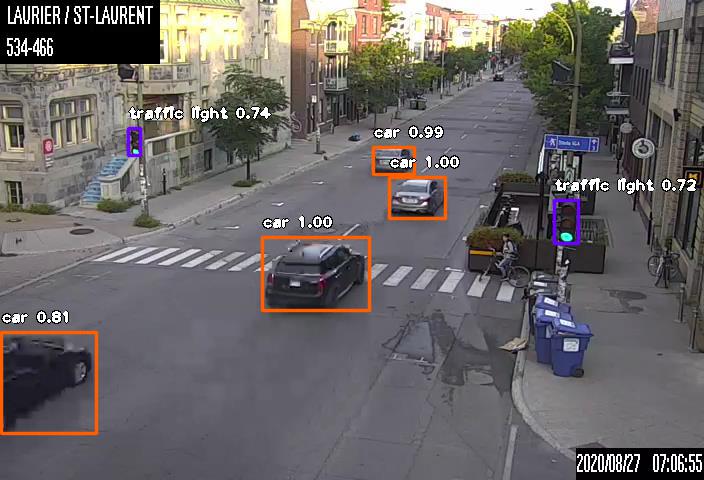 LAURIER / ST-LAURENT
534-466
traffic light 0.74
car 0.99
car 1.00
traffic light 0.72
car 1.00
car 0.81
2020/08/27 07:06:55